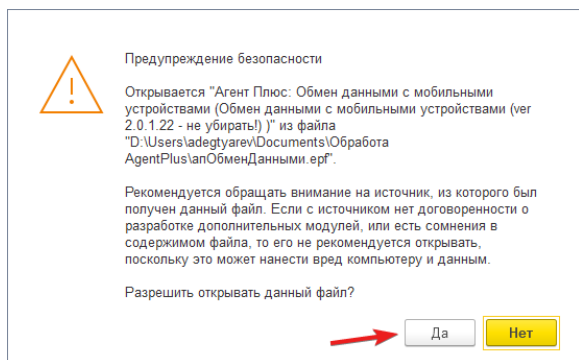 Предупреждение безопасности
Открывается "Агент Плюс: Обмен данными с мобильными
устройствами (Обмен данными с мобильными устройствами (ver
2.0.1.22 - не убирать!) )" из файла
"D:\Users\adegtyarev\Documents\Обработа
AgentPlus\апОбменДанными.epf".
Рекомендуется обращать внимание на источник, из которого был
получен данный файл. Если с источником нет договоренности о
разработке дополнительных модулей, или есть сомнения в
содержимом файла, то его не рекомендуется открывать,
поскольку это может нанести вред компьютеру и данным.
Разрешить открывать данный файл?
Да Нет